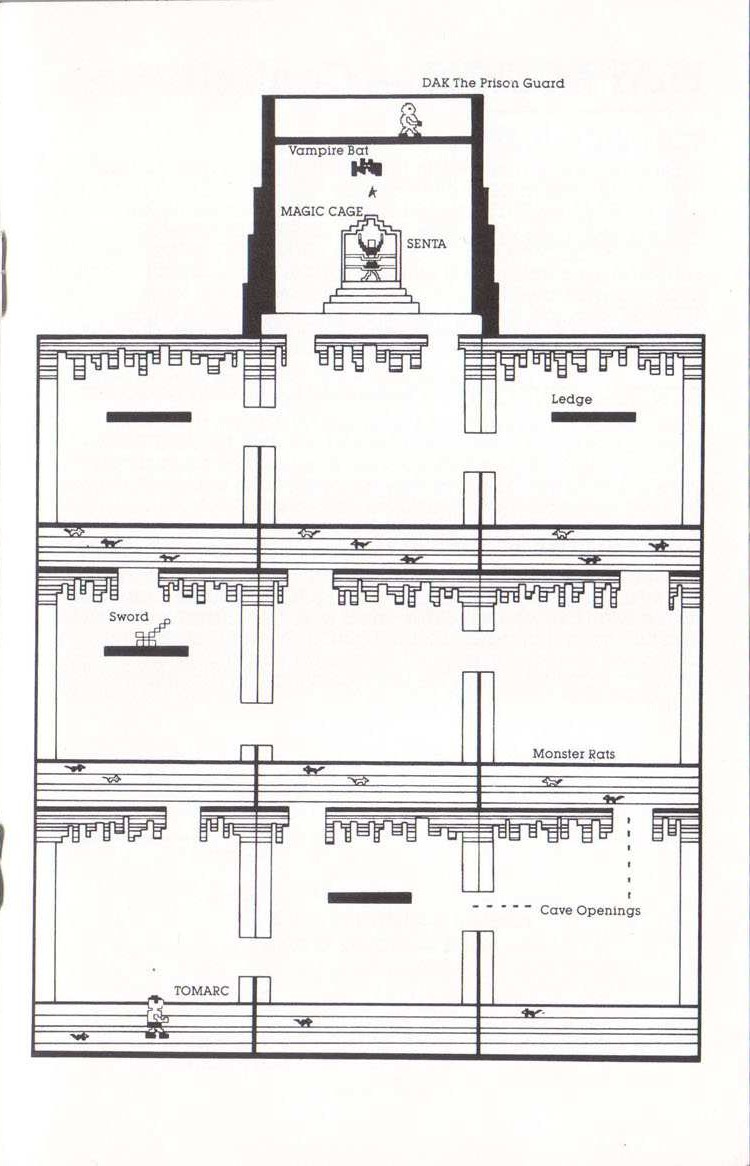 DAK The Prison Guard
Vampire Bat
MAGIC CAGE
SENTA
Ledge
Sword
Monster Rats
Cave Openings
TOMARC